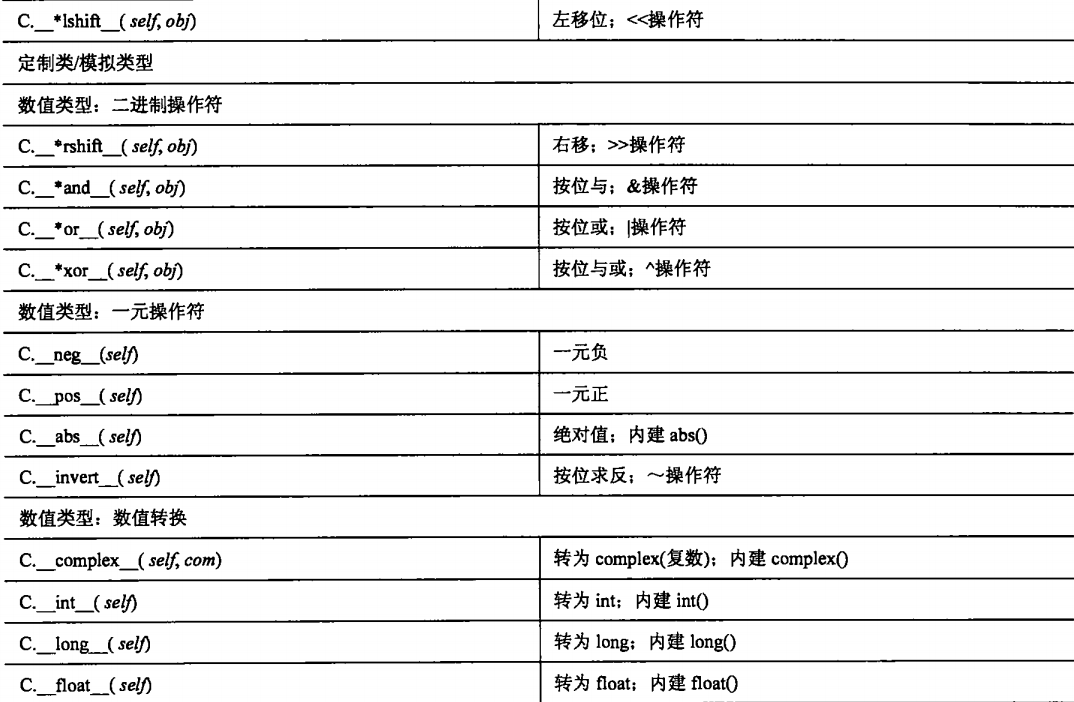 C.__*lshift__( self, obj) 左移位；<<操作符
定制类/模拟类型
数值类型：二进制操作符
C.__*rshift__( self, obj) 右移；>>操作符
C.__*and__( self, obj) 按位与；&操作符
C.__*or__( self, obj) 按位或；|操作符
C.__*xor__( self, obj) 按位与或；^操作符
数值类型：一元操作符
C.__neg__(self) 一元负
C.__pos__( self) 一元正
C.__abs__( self) 绝对值；内建 abs()
C.__invert__( self) 按位求反；～操作符
数值类型：数值转换
C.__complex__( self, com) 转为 complex(复数)；内建 complex()
C.__int__( self) 转为 int；内建 int()
C.__long__( self) 转为 long；内建 long()
C.__float__( self) 转为 float；内建 float()